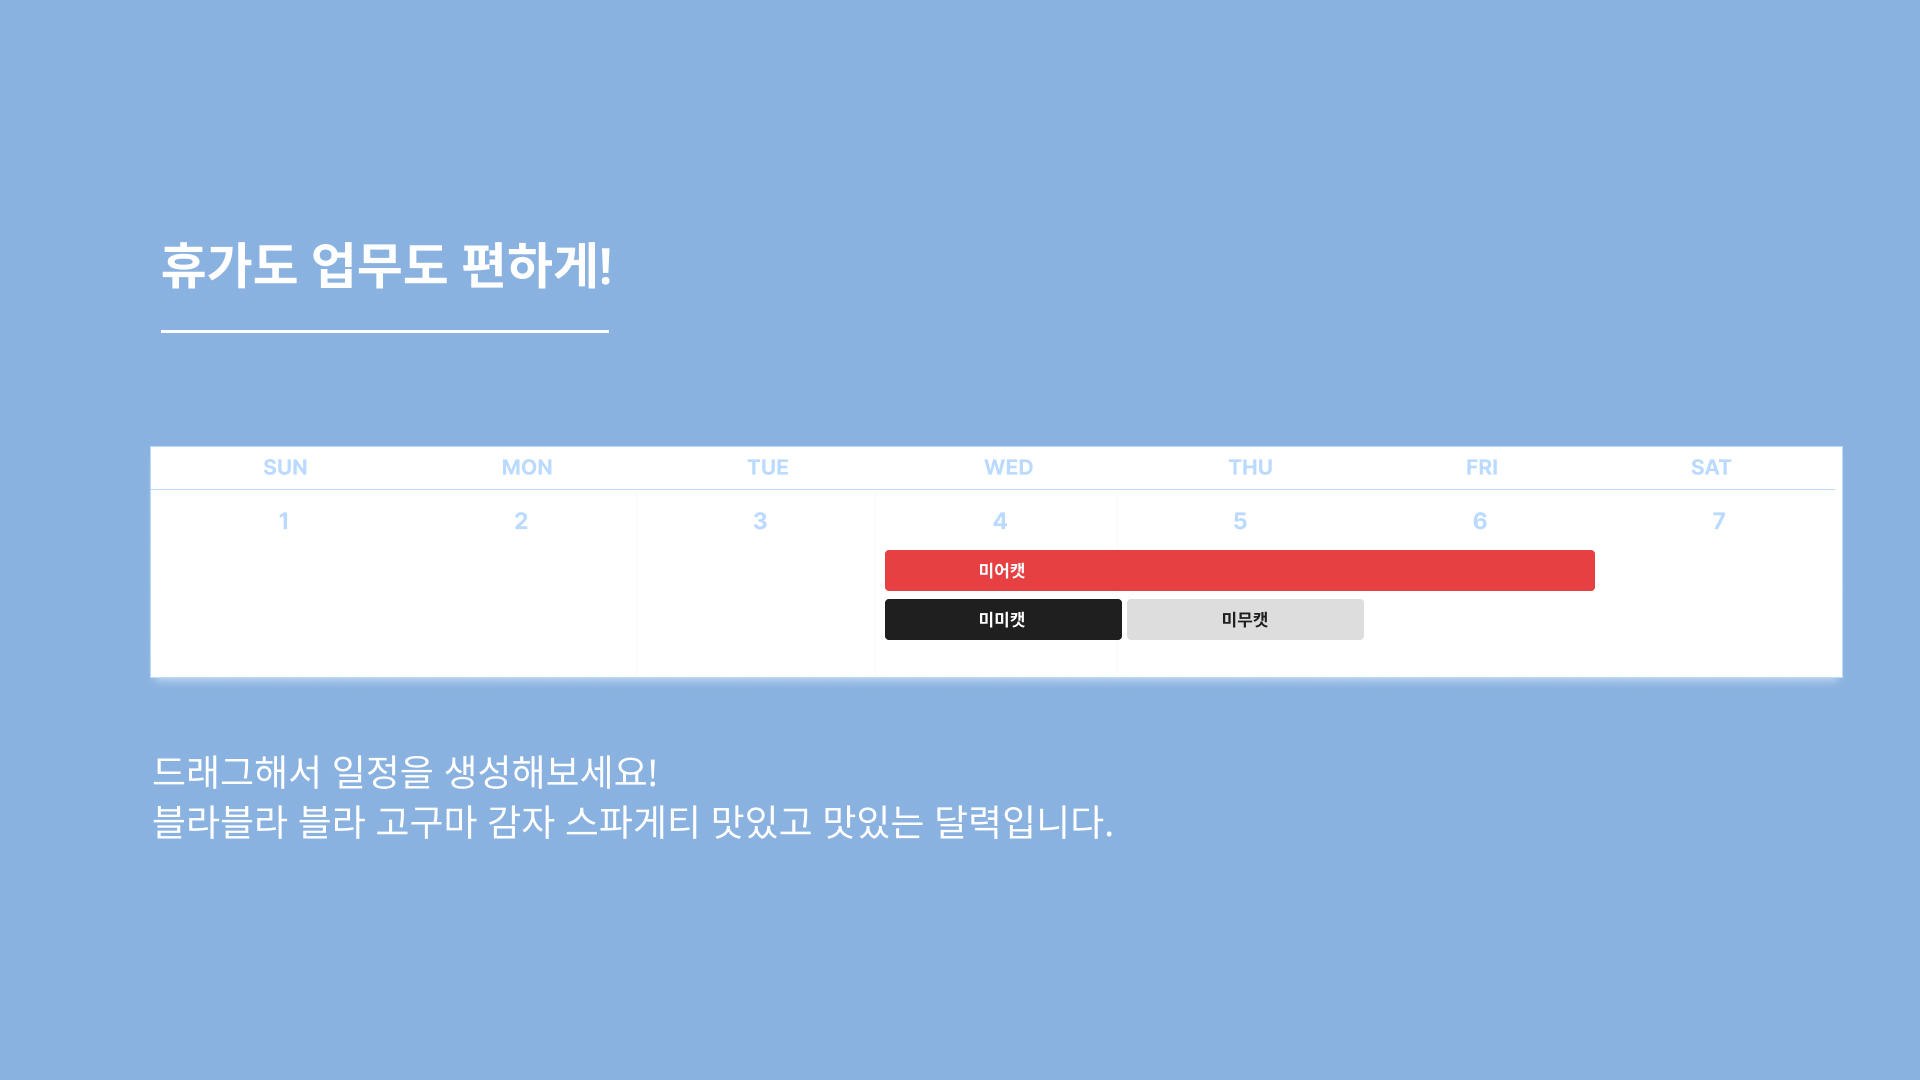 휴가도 업무도 편하게!
SUN MON TUE WED THU FRI SAT
1 2 3 4 5 6 7
미어캣
미미캣 미무캣
드래그해서 일정을 생성해보세요!
블라블라 블라 고구마 감자 스파게티 맛있고 맛있는 달력입니다.